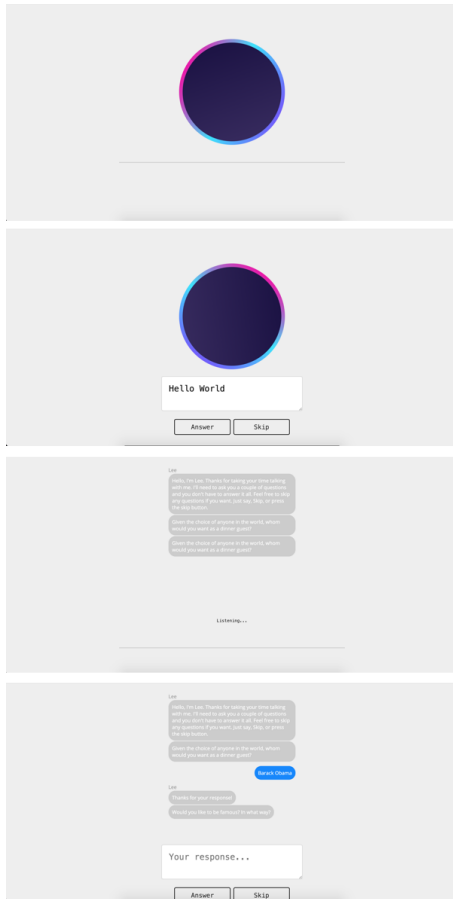 Hello World
Answer Skip
Lee
Hello, I'm Lee. Thanks for taking your time talking
with me. I'll need to ask you a couple of questions
and you don't have to answer it all. Feel free to skip
any questions if you want, just say, Skip, or press
the skip button.
Given the choice of anyone in the world, whom
would you want as a dinner guest?
Given the choice of anyone in the world, whom
would you want as a dinner guest?
Listening...
Lee
Hello, I'm Lee. Thanks for taking your time talking
with me. I'll need to ask you a couple of questions
and you don't have to answer it all. Feel free to skip
any questions if you want, just say, Skip, or press
the skip button.
Given the choice of anyone in the world, whom
would you want as a dinner guest?
Barack Obama
Lee
Thanks for your response!
Would you like to be famous? In what way?
Your response...
Answer Skip